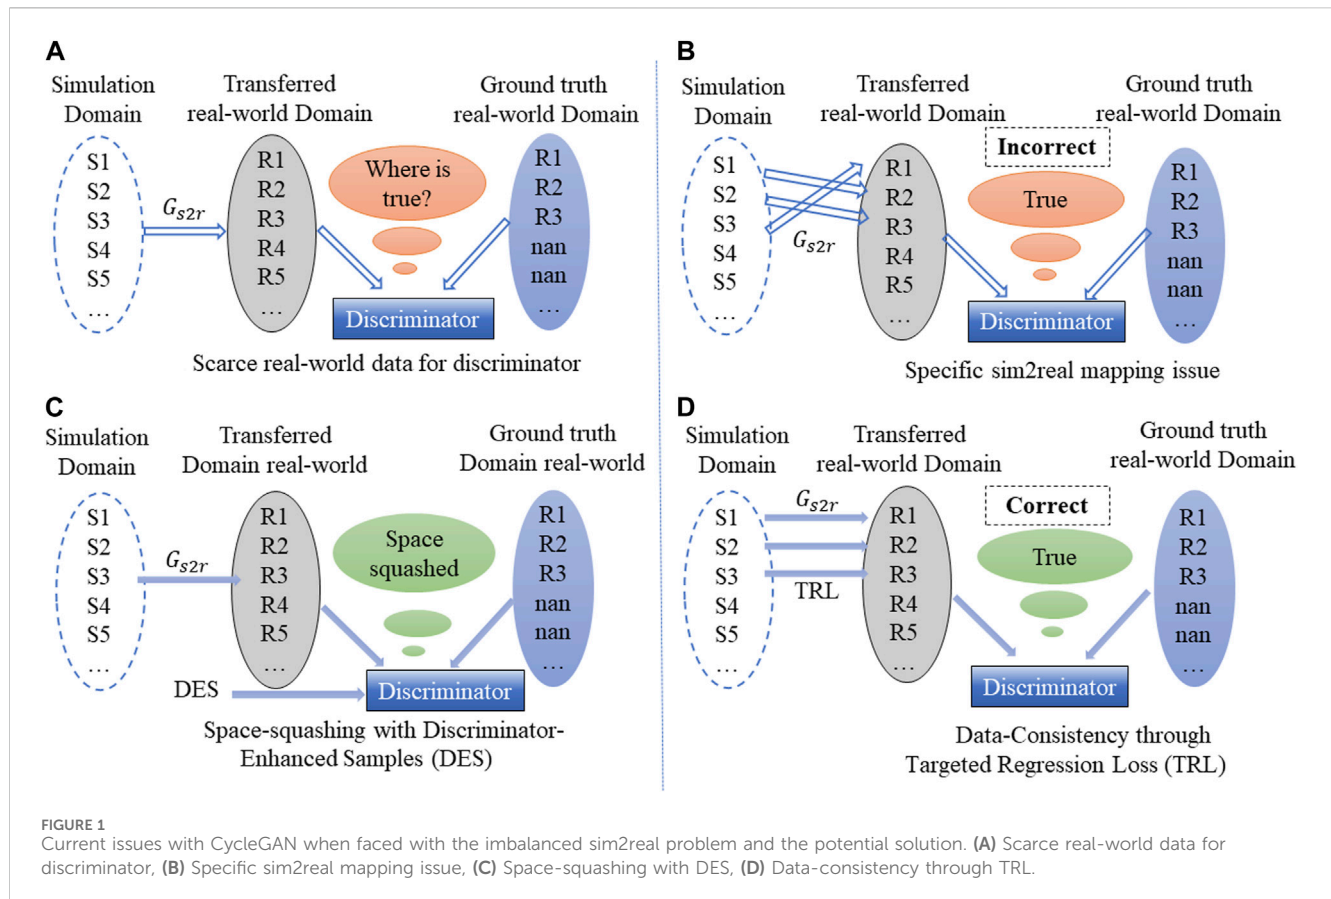 A
Simulation
Domain
Transferred
real-world Domain
Ground truth
real-world Domain
S1
S2
S3
S4
S5
...
G_{s2r}
R1
R2
R3
R4
R5
...
Where is
true?
R1
R2
R3
nan
nan
...
Discriminator
Scarce real-world data for discriminator
B
Simulation
Domain
Transferred
real-world Domain
Ground truth
real-world Domain
S1
S2
S3
S4
S5
...
G_{s2r}
R1
R2
R3
R4
R5
...
Incorrect
True
R1
R2
R3
nan
nan
...
Discriminator
Specific sim2real mapping issue
C
Simulation
Domain
Transferred
Domain real-world
Ground truth
Domain real-world
S1
S2
S3
S4
S5
...
G_{s2r}
R1
R2
R3
R4
R5
...
Space
squashed
R1
R2
R3
nan
nan
...
DES
Discriminator
Space-squashing with Discriminator-
Enhanced Samples (DES)
D
Simulation
Domain
Transferred
real-world Domain
Ground truth
real-world Domain
S1
S2
S3
S4
S5
...
G_{s2r}
TRL
R1
R2
R3
R4
R5
...
Correct
True
R1
R2
R3
nan
nan
...
Discriminator
Data-Consistency through
Targeted Regression Loss (TRL)
FIGURE 1
Current issues with CycleGAN when faced with the imbalanced sim2real problem and the potential solution. (A) Scarce real-world data for
discriminator, (B) Specific sim2real mapping issue, (C) Space-squashing with DES, (D) Data-consistency through TRL.